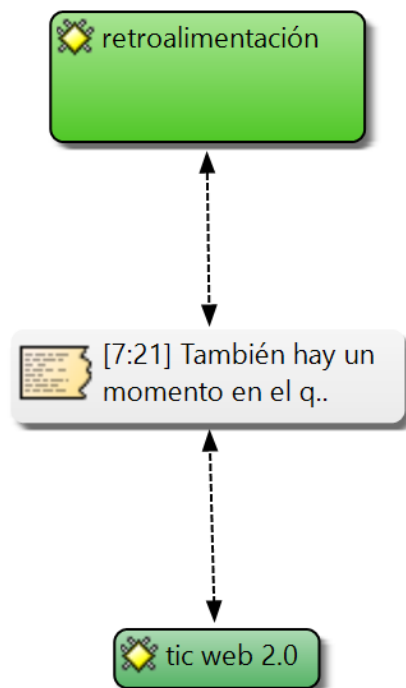 retroalimentación
[7:21] También hay un
momento en el q..
tic web 2.0